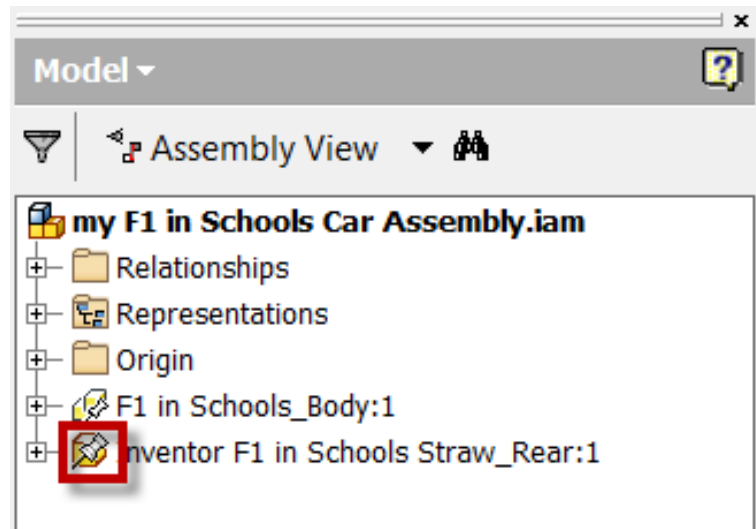 Model
Assembly View
my F1 in Schools Car Assembly.iam
Relationships
Representations
Origin
F1 in Schools_Body:1
Inventor F1 in Schools Straw_Rear:1